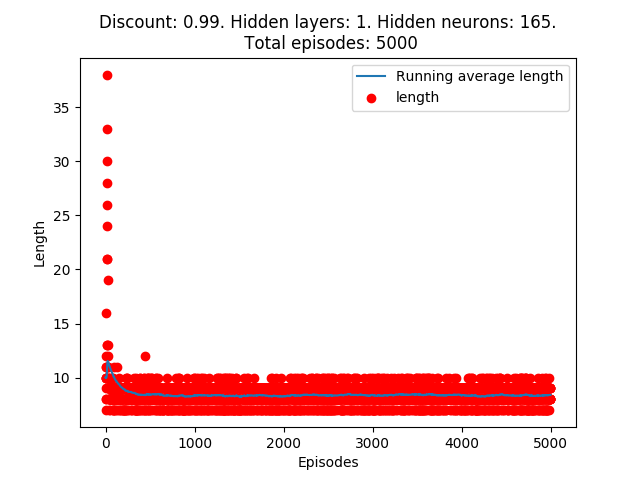 Discount: 0.99. Hidden layers: 1. Hidden neurons: 165.
Total episodes: 5000
Running average length
length
35
30
25
20
15
10
Length
0 1000 2000 3000 4000 5000
Episodes